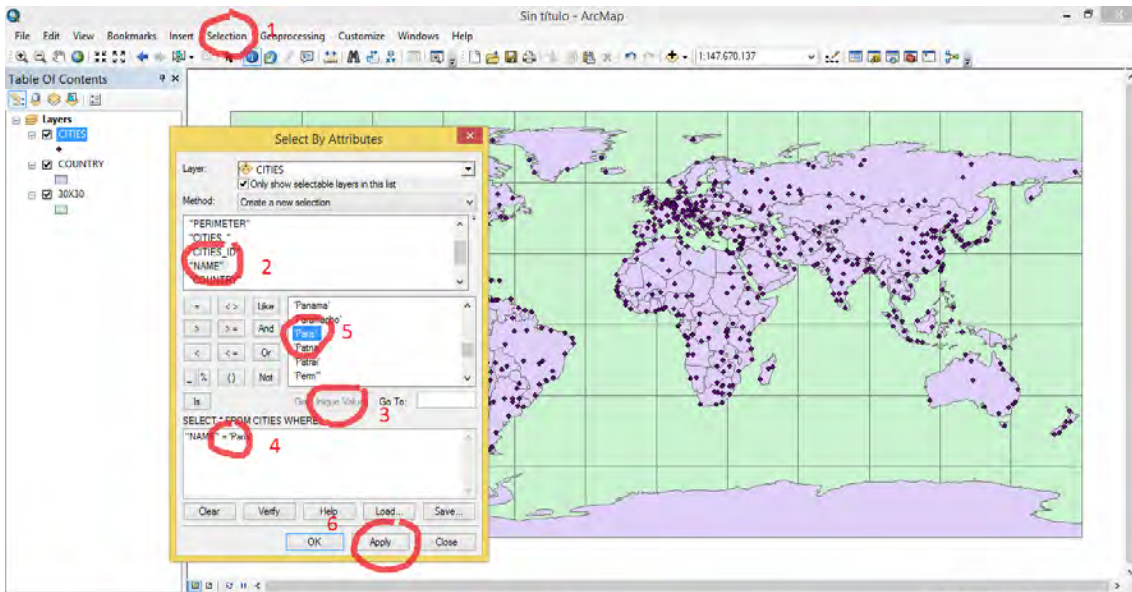 Sin título - ArcMap
1
File Edit View Bookmarks Insert Selection Geoprocessing Customize Windows Help
1:147.670.137
Table Of Contents
Layers
CITIES
COUNTRY
30X30
Select By Attributes
Layer: CITIES
Only show selectable layers in this list
Method: Create a new selection
"PERIMETER"
"CITIES_"
"CITIES_ID"
"NAME"
"COUNTRY"
2
= < > Like
> > = And
< < = Or
_ % ( ) Not
Is
'Panama'
'Paris'
'Patna'
'Patrai'
'Perm''
5
Get Unique Values Go To:
3
SELECT * FROM CITIES WHERE:
"NAME" = 'Paris'
4
Clear Verify Help Load... Save...
6
OK Apply Close